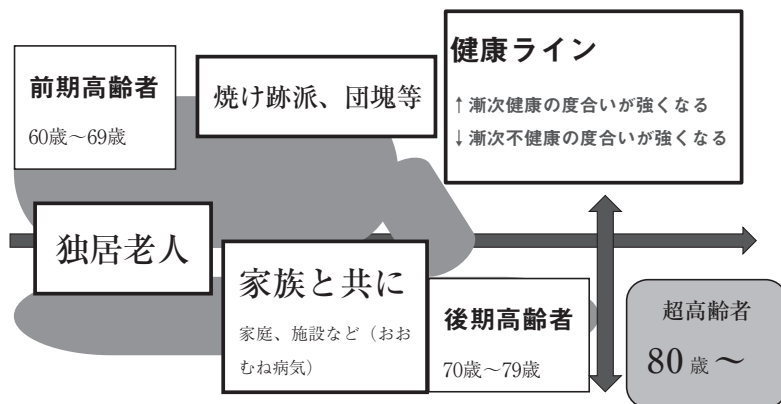 前期高齢者
60歳～69歳
焼け跡派、団塊等
健康ライン
↑漸次健康の度合いが強くなる
↓漸次不健康の度合いが強くなる
独居老人
家族と共に
家庭、施設など（おお
むね病気）
後期高齢者
70歳～79歳
超高齢者
80歳～